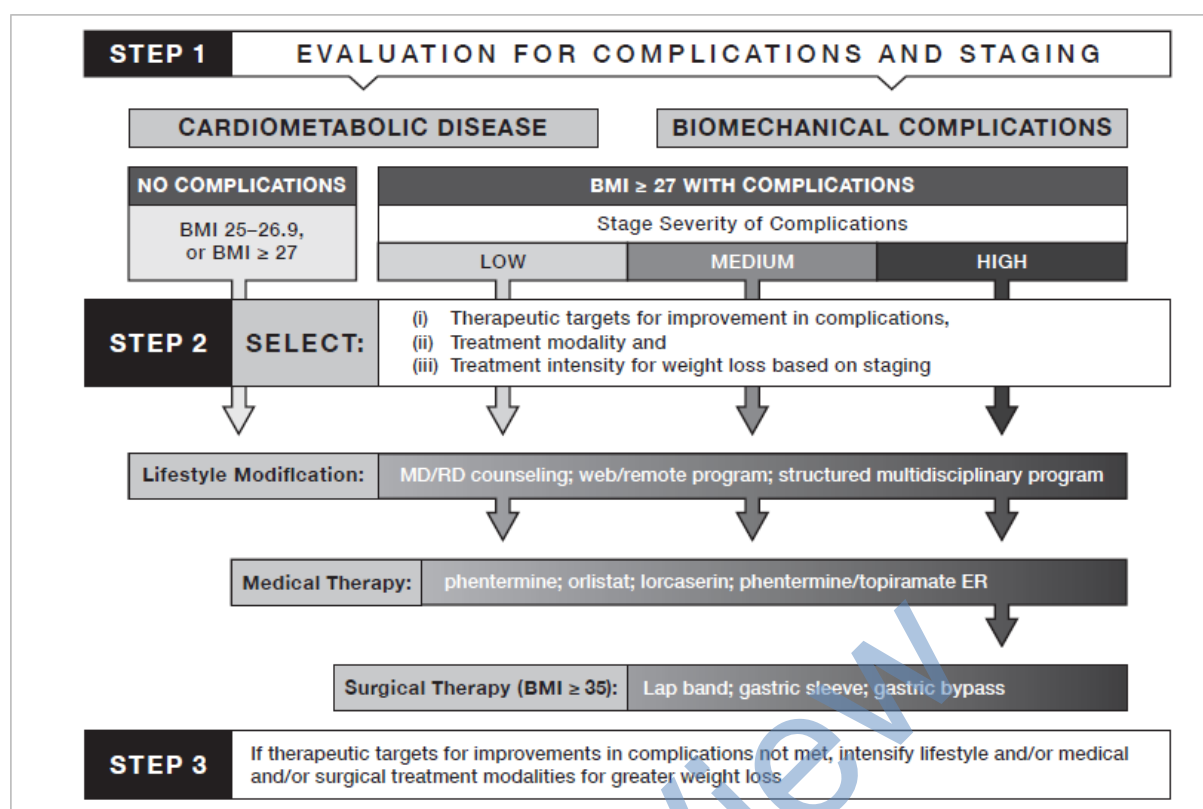 STEP 1
EVALUATION FOR COMPLICATIONS AND STAGING
CARDIOMETABOLIC DISEASE
BIOMECHANICAL COMPLICATIONS
NO COMPLICATIONS
BMI 25–26.9,
or BMI ≥ 27
BMI ≥ 27 WITH COMPLICATIONS
Stage Severity of Complications
LOW
MEDIUM
HIGH
STEP 2
SELECT:
(i) Therapeutic targets for improvement in complications,
(ii) Treatment modality and
(iii) Treatment intensity for weight loss based on staging
Lifestyle Modification:
MD/RD counseling; web/remote program; structured multidisciplinary program
Medical Therapy:
phentermine; orlistat; lorcaserin; phentermine/topiramate ER
Surgical Therapy (BMI ≥ 35):
Lap band; gastric sleeve; gastric bypass
STEP 3
If therapeutic targets for improvements in complications not met, intensify lifestyle and/or medical
and/or surgical treatment modalities for greater weight loss